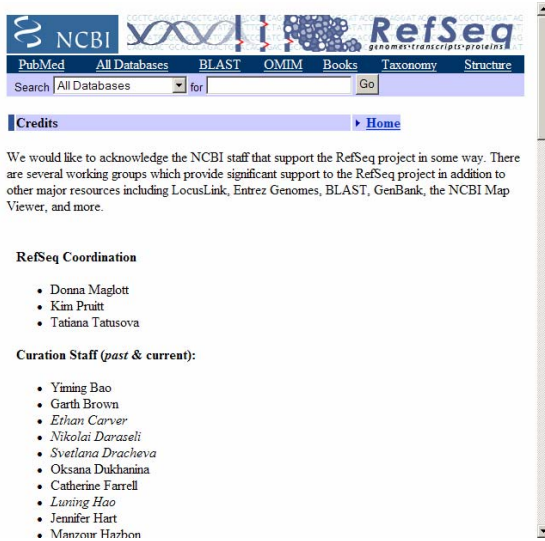 NCBI RefSeq
genomes·transcripts·proteins
PubMed All Databases BLAST OMIM Books Taxonomy Structure
Search All Databases for Go
Credits Home
We would like to acknowledge the NCBI staff that support the RefSeq project in some way. There
are several working groups which provide significant support to the RefSeq project in addition to
other major resources including LocusLink, Entrez Genomes, BLAST, GenBank, the NCBI Map
Viewer, and more.
RefSeq Coordination
• Donna Maglott
• Kim Pruitt
• Tatiana Tatusova
Curation Staff (past & current):
• Yiming Bao
• Garth Brown
• Ethan Carver
• Nikolai Daraseli
• Svetlana Dracheva
• Oksana Dukhanina
• Catherine Farrell
• Luning Hao
• Jennifer Hart
• Manzour Hazbon